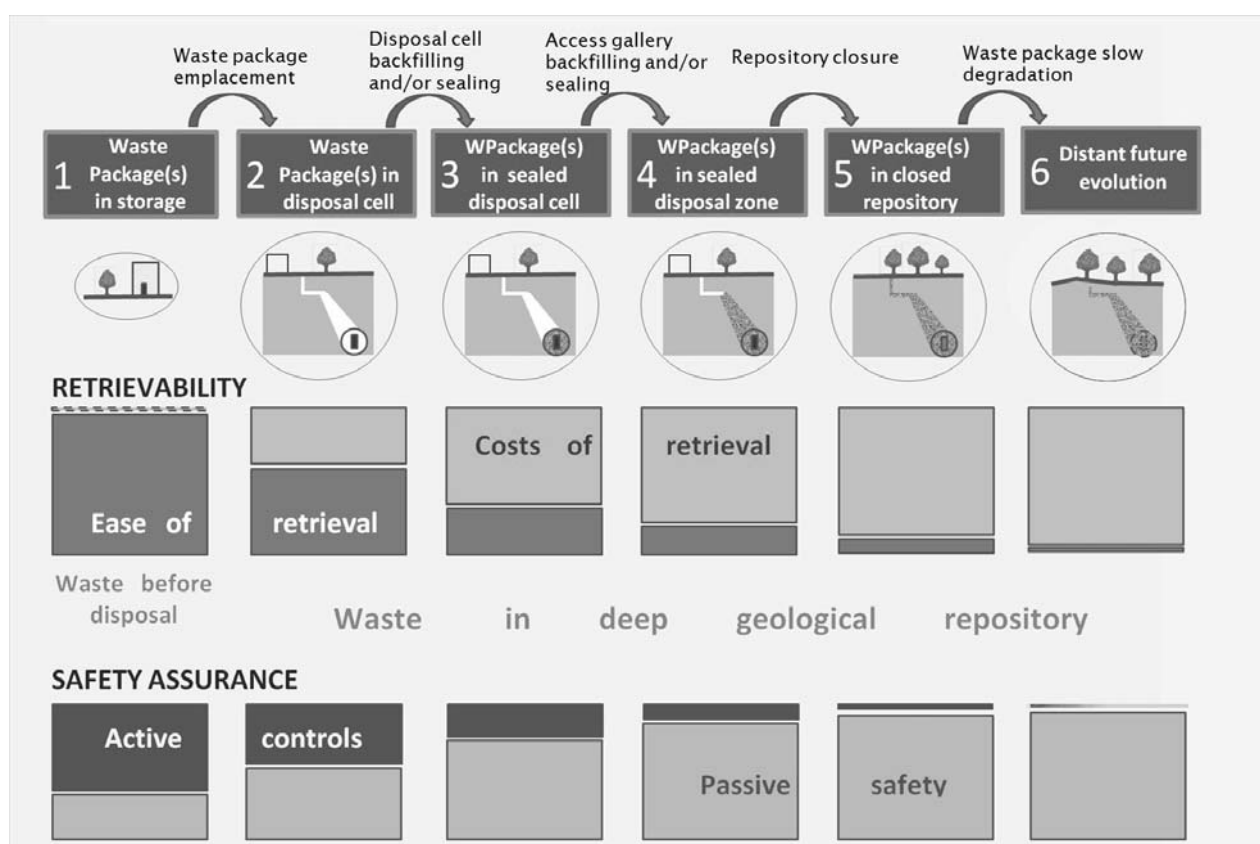 Waste package
emplacement
Disposal cell
backfilling
and/or sealing
Access gallery
backfilling and/or
sealing
Repository closure
Waste package slow
degradation
1 Waste
Package(s)
in storage
2 Waste
Package(s) in
disposal cell
3 WPackage(s)
in sealed
disposal cell
4 WPackage(s)
in sealed
disposal zone
5 WPackage(s)
in closed
repository
6 Distant future
evolution
RETRIEVABILITY
Costs of retrieval
Ease of retrieval
Waste before
disposal
Waste in deep geological repository
SAFETY ASSURANCE
Active controls
Passive safety